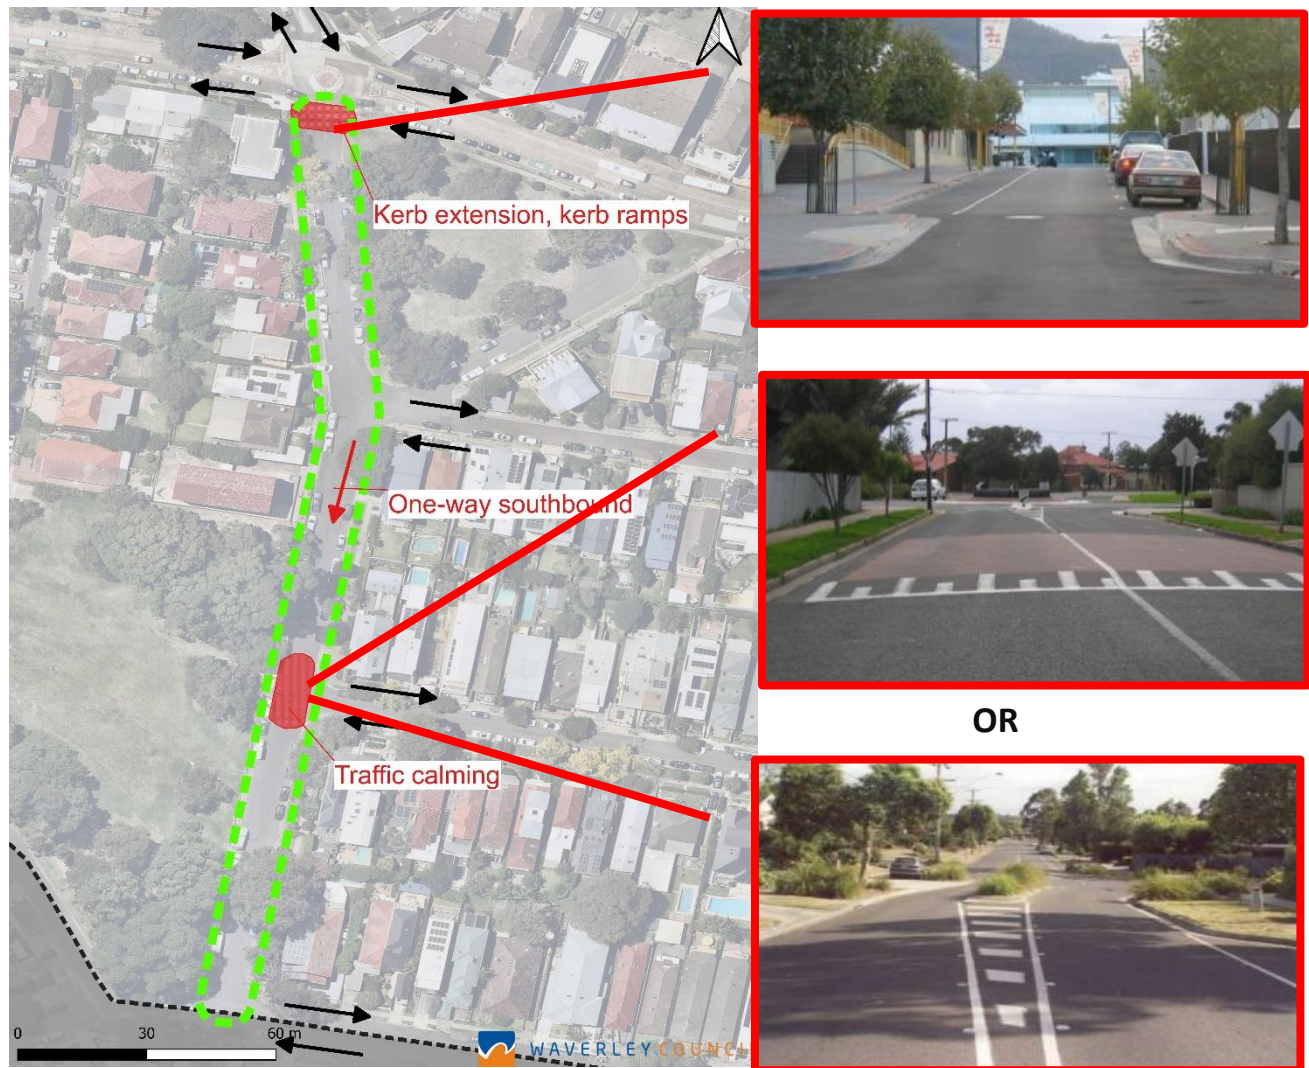 Kerb extension, kerb ramps
One-way southbound
Traffic calming
OR
0 30 60 m
WAVERLEY COUNCIL